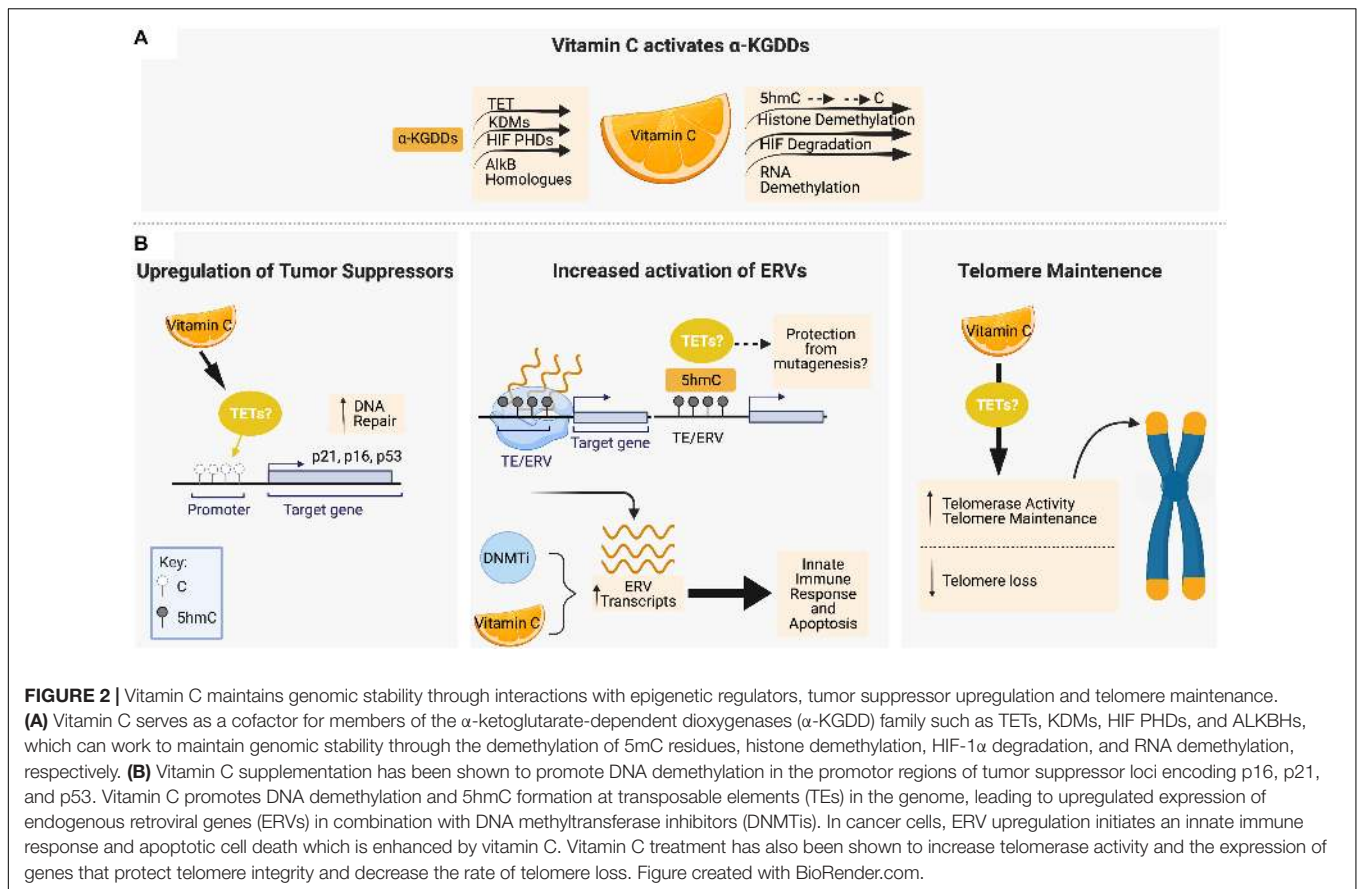 A
Vitamin C activates α-KGDDs
α-KGDDs
TET
KDMs
HIF PHDs
AlkB
Homologues
Vitamin C
5hmC C
Histone Demethylation
HIF Degradation
RNA
Demethylation
B
Upregulation of Tumor Suppressors
Vitamin C
TETs?
DNA
Repair
p21, p16, p53
Promoter
Target gene
Key:
C
5hmC
Increased activation of ERVs
TETs?
5hmC
Protection
from
mutagenesis?
Target gene
TE/ERV
TE/ERV
DNMTi
Vitamin C
ERV
Transcripts
Innate
Immune
Response
and
Apoptosis
Telomere Maintenence
Vitamin C
TETs?
Telomerase Activity
Telomere Maintenance
Telomere loss
FIGURE 2 | Vitamin C maintains genomic stability through interactions with epigenetic regulators, tumor suppressor upregulation and telomere maintenance.
(A) Vitamin C serves as a cofactor for members of the α-ketoglutarate-dependent dioxygenases (α-KGDD) family such as TETs, KDMs, HIF PHDs, and ALKBHs,
which can work to maintain genomic stability through the demethylation of 5mC residues, histone demethylation, HIF-1α degradation, and RNA demethylation,
respectively. (B) Vitamin C supplementation has been shown to promote DNA demethylation in the promotor regions of tumor suppressor loci encoding p16, p21,
and p53. Vitamin C promotes DNA demethylation and 5hmC formation at transposable elements (TEs) in the genome, leading to upregulated expression of
endogenous retroviral genes (ERVs) in combination with DNA methyltransferase inhibitors (DNMTis). In cancer cells, ERV upregulation initiates an innate immune
response and apoptotic cell death which is enhanced by vitamin C. Vitamin C treatment has also been shown to increase telomerase activity and the expression of
genes that protect telomere integrity and decrease the rate of telomere loss. Figure created with BioRender.com.